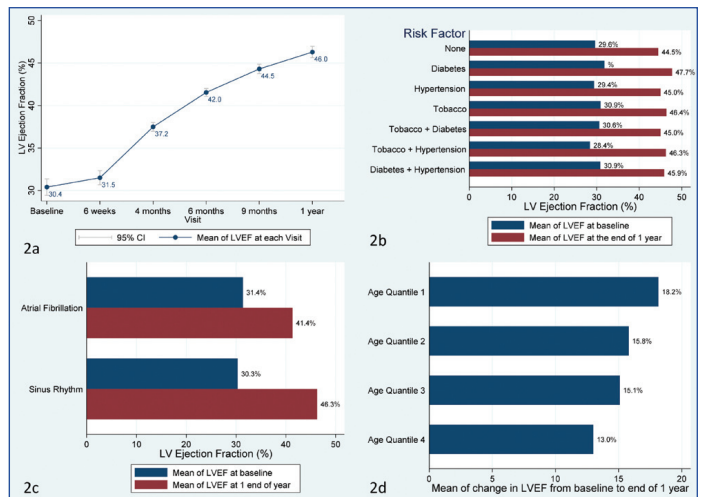 LV Ejection Fraction (%)
45
40
35
30
30.4
31.5
37.2
42.0
44.5
46.0
Baseline 6 weeks 4 months 6 months 9 months 1 year
Visit
95% CI Mean of LVEF at each Visit
2a
Risk Factor
None 29.6%
44.5%
Diabetes %
47.7%
Hypertension 29.4%
45.0%
Tobacco 30.9%
46.4%
Tobacco + Diabetes 30.6%
45.0%
Tobacco + Hypertension 28.4%
46.3%
Diabetes + Hypertension 30.9%
45.9%
0 10 20 30 40 50
LV Ejection Fraction (%)
Mean of LVEF at baseline
Mean of LVEF at the end of 1 year
2b
Atrial Fibrillation
31.4%
41.4%
Sinus Rhythm
30.3%
46.3%
0 10 20 30 40 50
LV Ejection Fraction (%)
Mean of LVEF at baseline
Mean of LVEF at 1 end of year
2c
Age Quantile 1 18.2%
Age Quantile 2 15.8%
Age Quantile 3 15.1%
Age Quantile 4 13.0%
0 5 10 15 20
Mean of change in LVEF from baseline to end of 1 year
2d